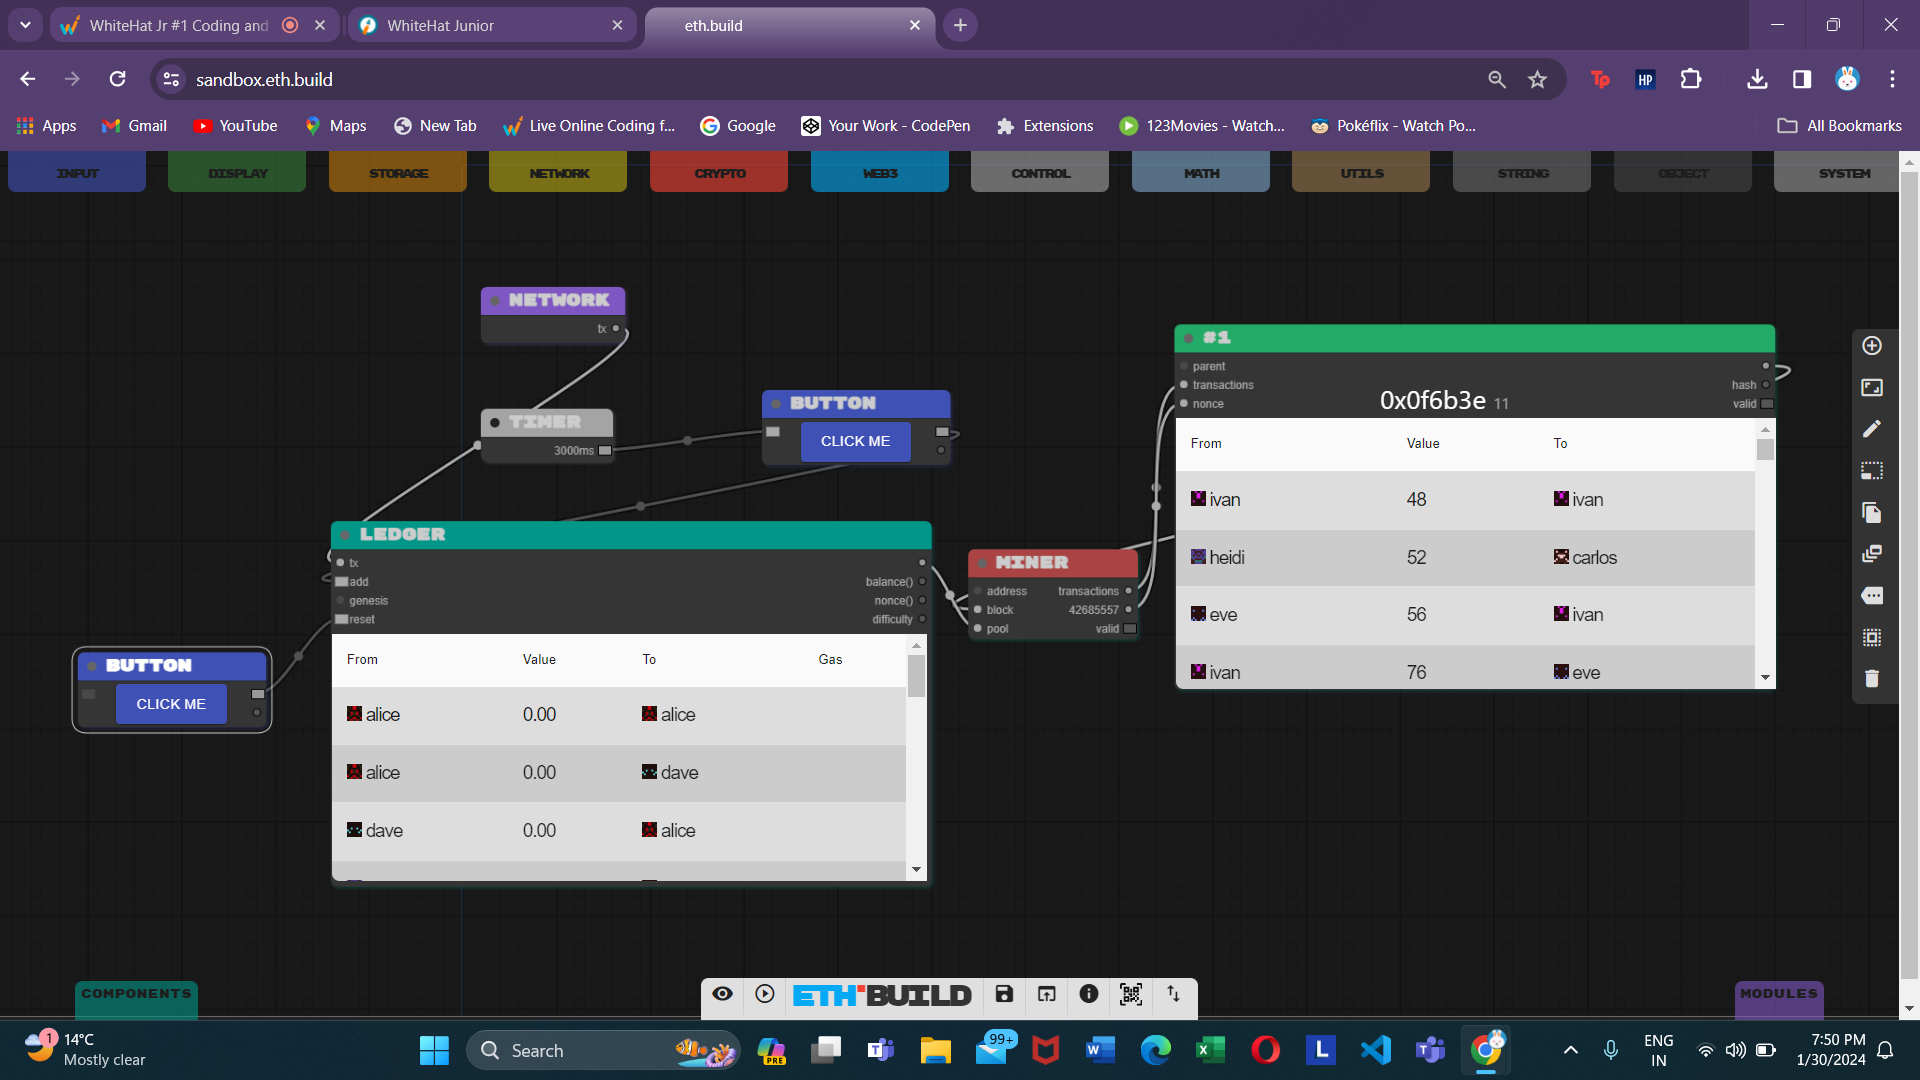 WhiteHat Jr #1 Coding and
WhiteHat Junior
eth.build
sandbox.eth.build
Tp
HP
Apps
Gmail
YouTube
Maps
New Tab
Live Online Coding f...
Google
Your Work - CodePen
Extensions
123Movies - Watch...
Pokéflix - Watch Po...
All Bookmarks
INPUT
DISPLAY
STORAGE
NETWORK
CRYPTO
WEB3
CONTROL
MATH
UTILS
STRING
OBJECT
SYSTEM
NETWORK
tx
TIMER
3000ms
BUTTON
CLICK ME
#1
parent
transactions
nonce
0x0f6b3e 11
hash
valid
From Value To
ivan 48 ivan
heidi 52 carlos
eve 56 ivan
ivan 76 eve
LEDGER
tx
add
genesis
reset
balance()
nonce()
difficulty
From Value To Gas
alice 0.00 alice
alice 0.00 dave
dave 0.00 alice
MINER
address transactions
block 42685557
pool valid
BUTTON
CLICK ME
COMPONENTS
ETH BUILD
MODULES
1
14°C
Mostly clear
Search
PRE
99+
L
ENG
IN
7:50 PM
1/30/2024